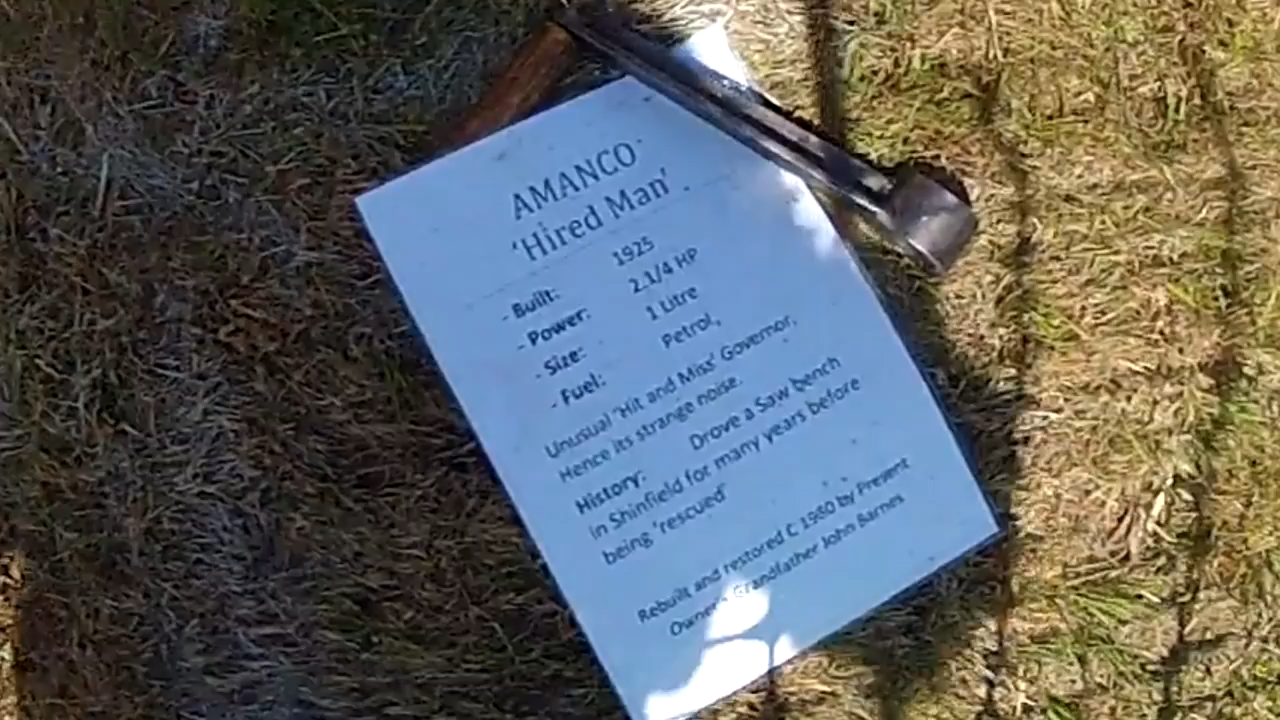 AMANCO
'Hired Man'
- Built: 1925
- Power: 2.1/4 HP
- Size: 1 Litre
- Fuel: Petrol,
Unusual 'Hit and Miss' Governor,
Hence its strange noise.
History: Drove a Saw bench
in Shinfield for many years before
being 'rescued'
Rebuilt and restored C 1980 by Present
Owner's Grandfather John Barnes